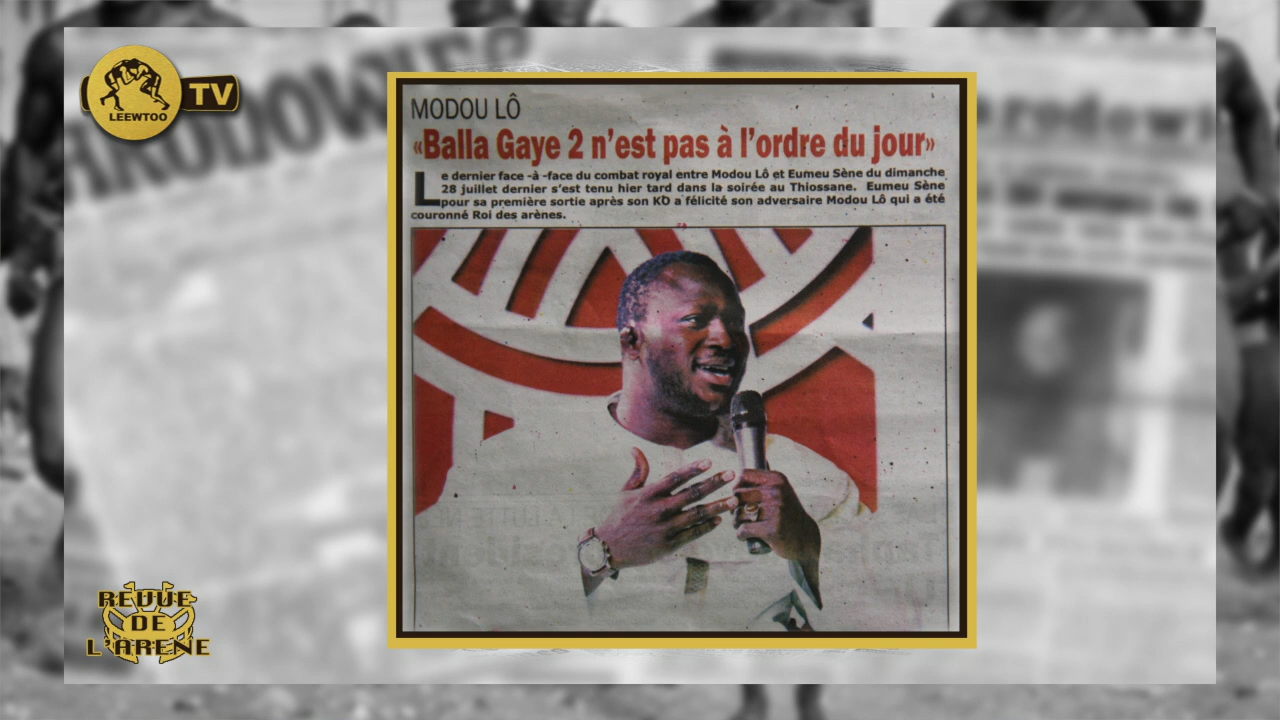 LEEWTOO
TV
MODOU LÔ
«Balla Gaye 2 n’est pas à l’ordre du jour»
Le dernier face -à -face du combat royal entre Modou Lô et Eumeu Sène du dimanche
28 juillet dernier s’est tenu hier tard dans la soirée au Thiossane. Eumeu Sène
pour sa première sortie après son KO a félicité son adversaire Modou Lô qui a été
couronné Roi des arènes.
REVUE
DE
L’ARENE